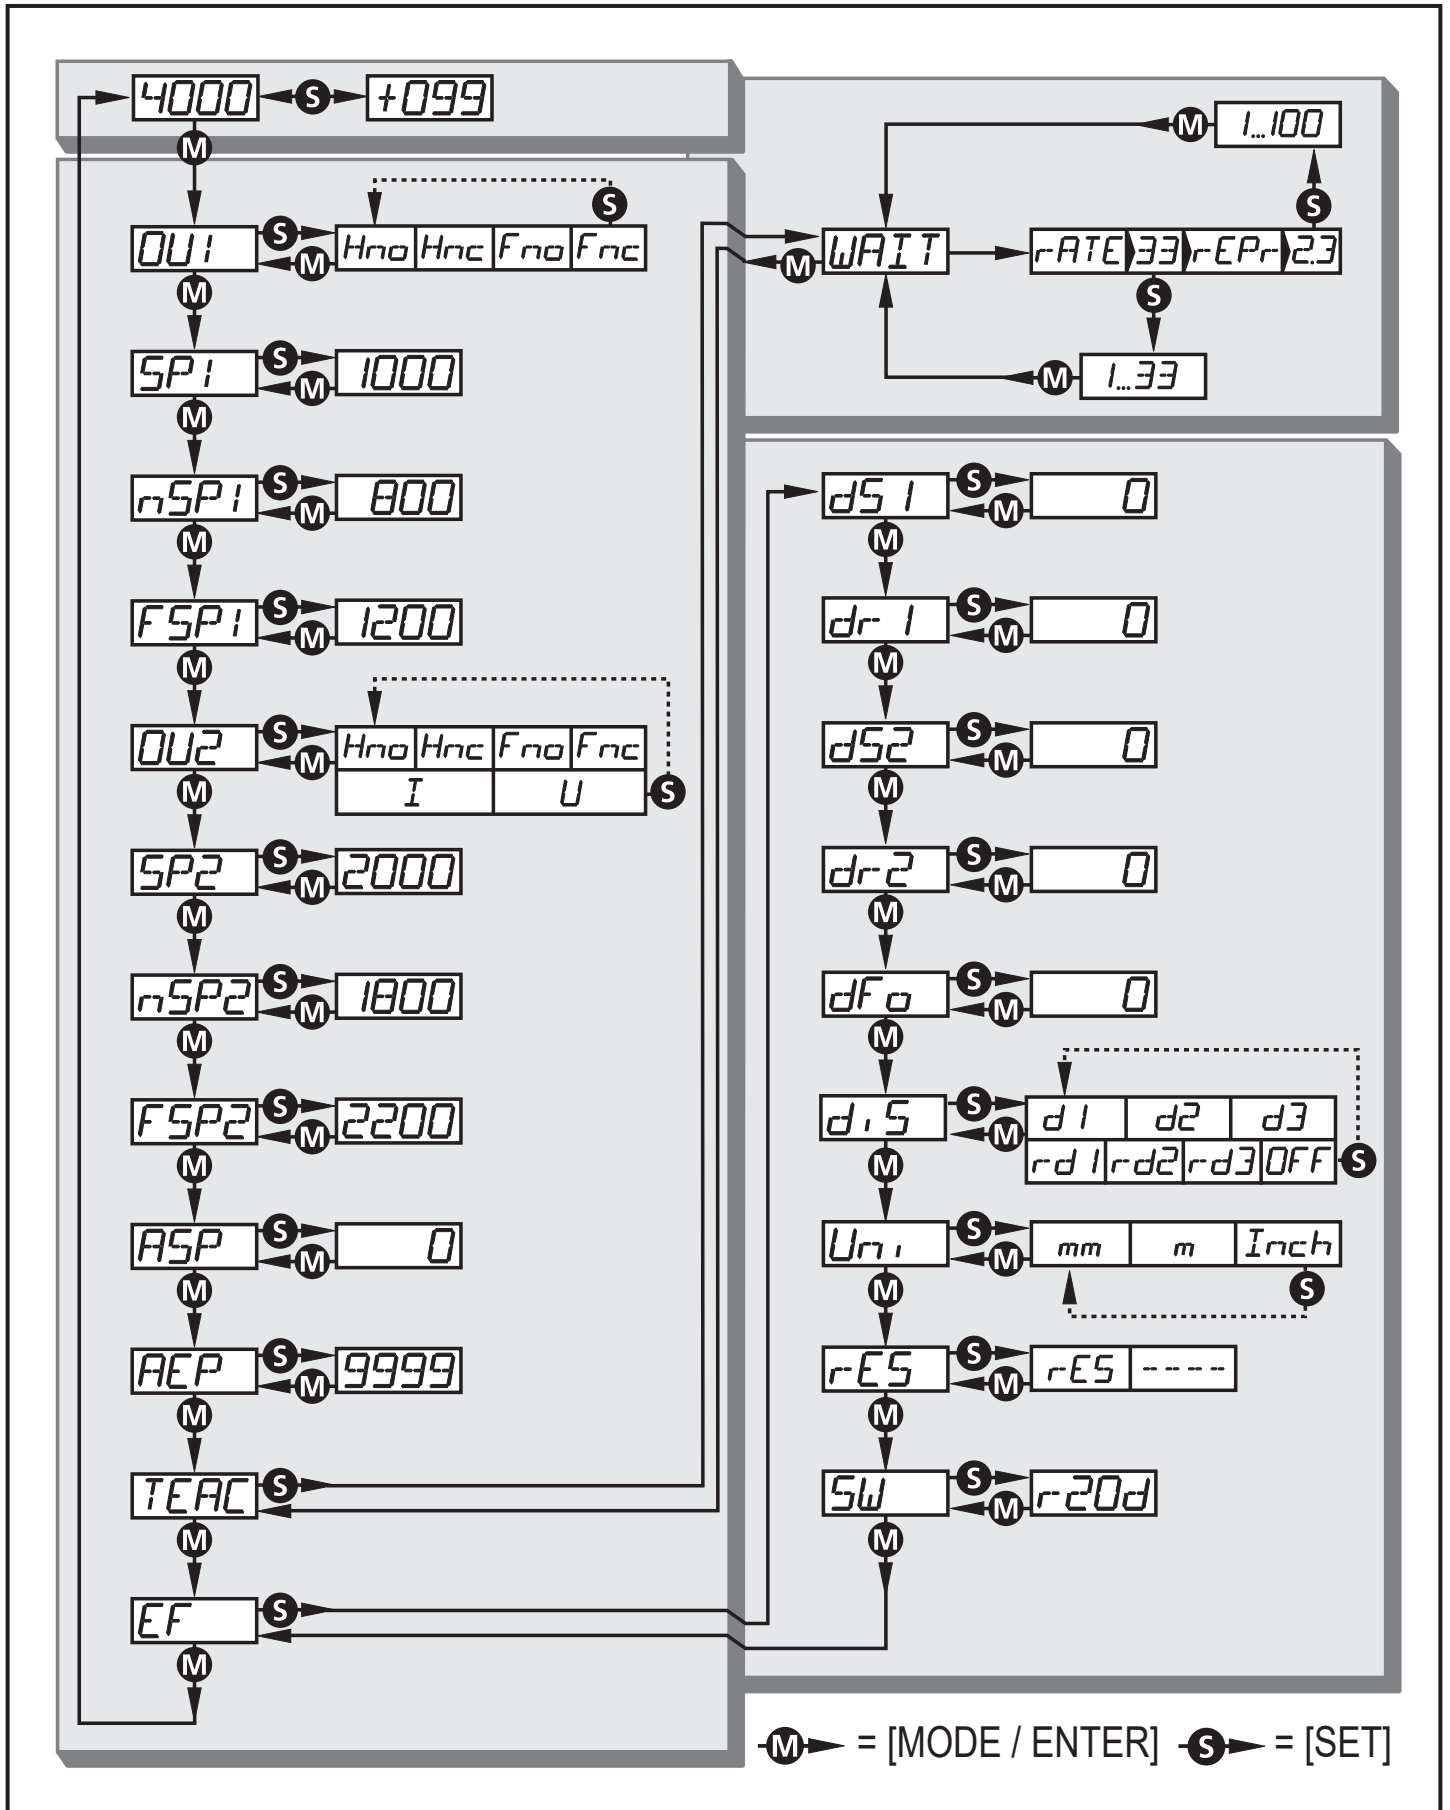 4000 S +099
M
OU1 S M Hno Hnc Fno Fnc S
M
SP1 S M 1000
M
nSP1 S M 800
M
FSP1 S M 1200
M
OU2 S M Hno Hnc Fno Fnc
I U S
M
SP2 S M 2000
M
nSP2 S M 1800
M
FSP2 S M 2200
M
ASP S M 0
M
AEP S M 9999
M
TEAC S
M
EF S
M
M 1...100
S
M WAIT rATE 33 rEPr 2.3
S
M 1...33
dS1 S M 0
M
dr1 S M 0
M
dS2 S M 0
M
dr2 S M 0
M
dFo S M 0
M
diS S M d1 d2 d3
rd1 rd2 rd3 OFF S
M
Uni S M mm m Inch
S
M
rES S M rES ----
M
SW S M r20d
M
M = [MODE / ENTER] S = [SET]